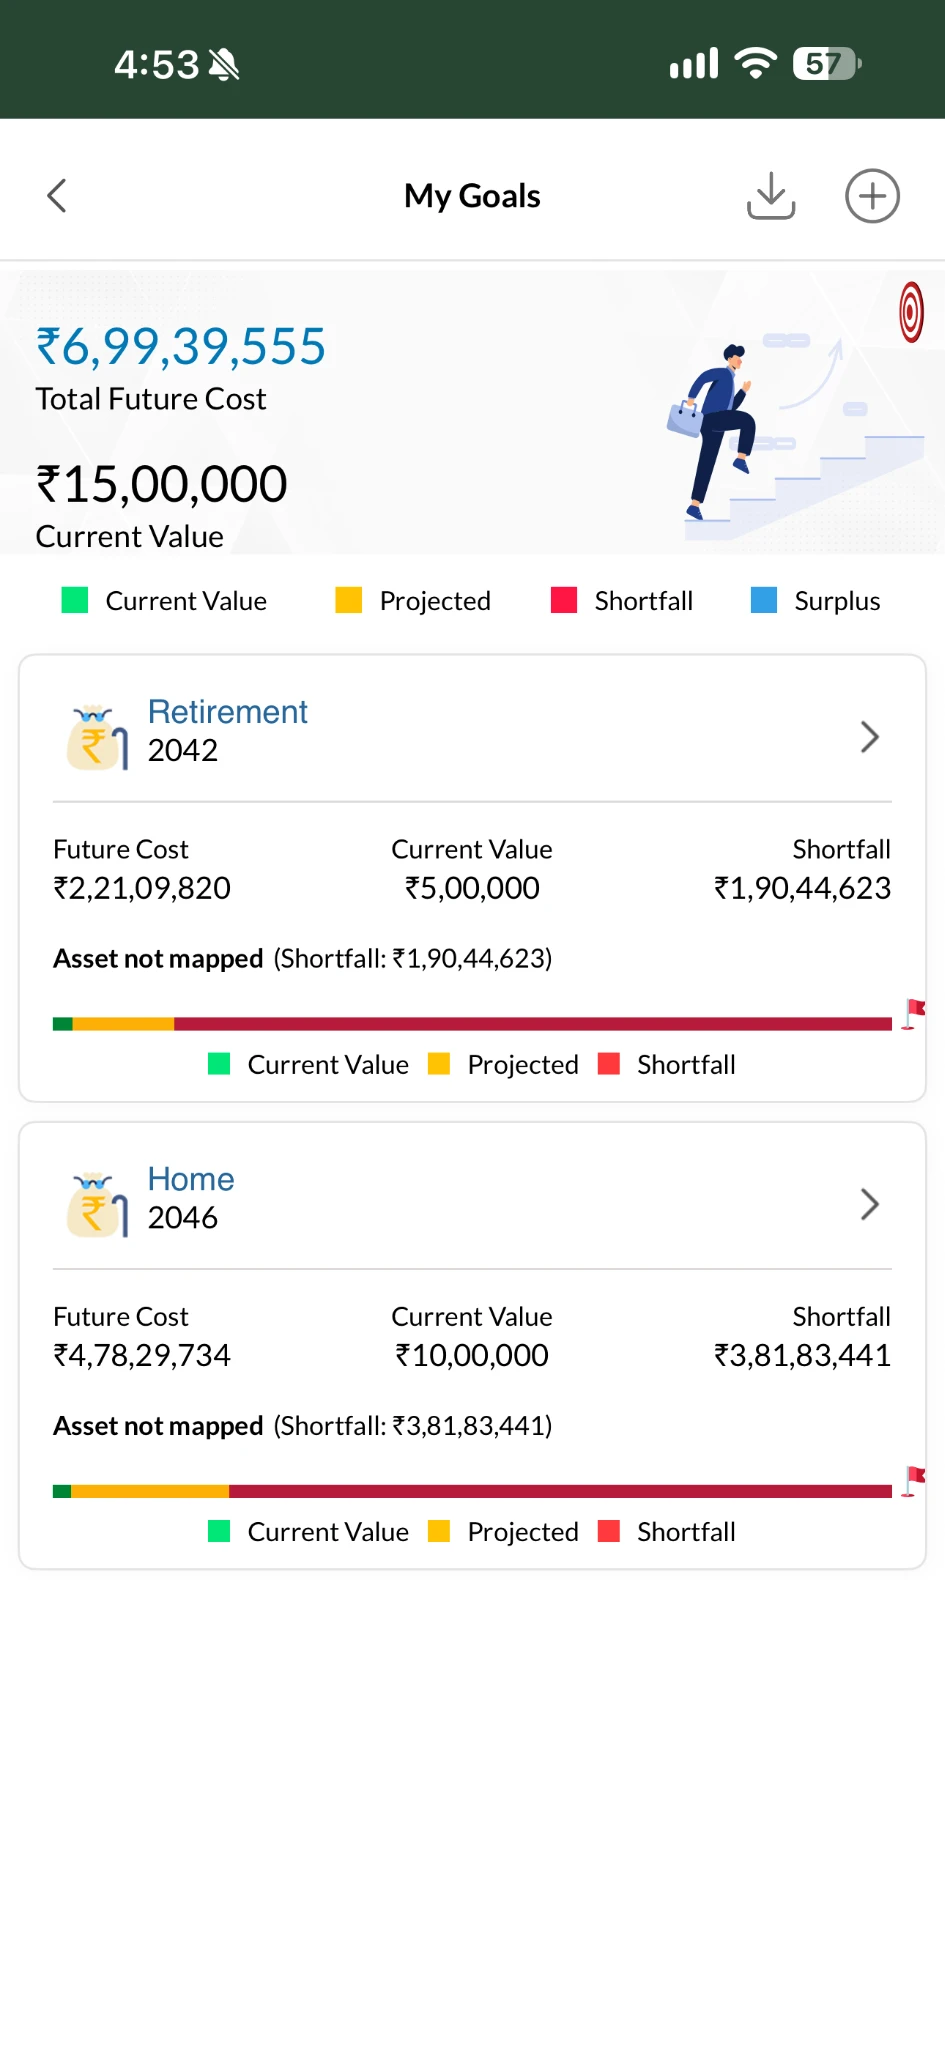 4:53
57
My Goals
₹6,99,39,555
Total Future Cost
₹15,00,000
Current Value
Current Value Projected Shortfall Surplus
Retirement
2042
Future Cost Current Value Shortfall
₹2,21,09,820 ₹5,00,000 ₹1,90,44,623
Asset not mapped (Shortfall: ₹1,90,44,623)
Current Value Projected Shortfall
Home
2046
Future Cost Current Value Shortfall
₹4,78,29,734 ₹10,00,000 ₹3,81,83,441
Asset not mapped (Shortfall: ₹3,81,83,441)
Current Value Projected Shortfall